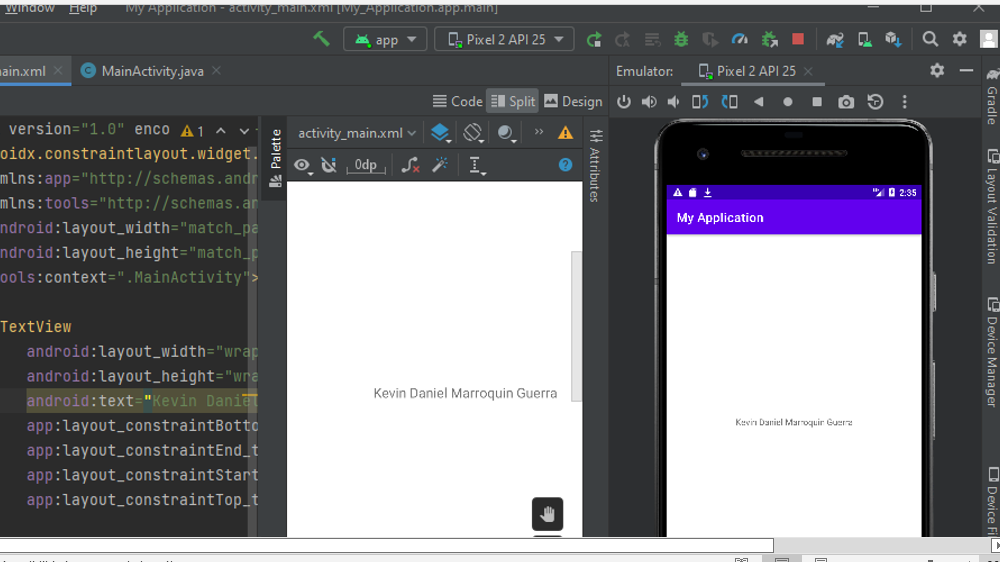 Window Help My Application - activity_main.xml [My_Application.app.main]
app Pixel 2 API 25
ain.xml MainActivity.java Emulator: Pixel 2 API 25
Code Split Design
version="1.0" enco 1
oidx.constraintlayout.widget.
mlns:app="http://schemas.andr
mlns:tools="http://schemas.an
ndroid:layout_width="match_pa
ndroid:layout_height="match_p
ools:context=".MainActivity">
TextView
android:layout_width="wrap
android:layout_height="wra
android:text="Kevin Daniel
app:layout_constraintBotto
app:layout_constraintEnd_t
app:layout_constraintStart
app:layout_constraintTop_t
Palette
activity_main.xml
0dp
Kevin Daniel Marroquin Guerra
Attributes
2:35
My Application
Kevin Daniel Marroquin Guerra
Gradle
Layout Validation
Device Manager
Device Fi